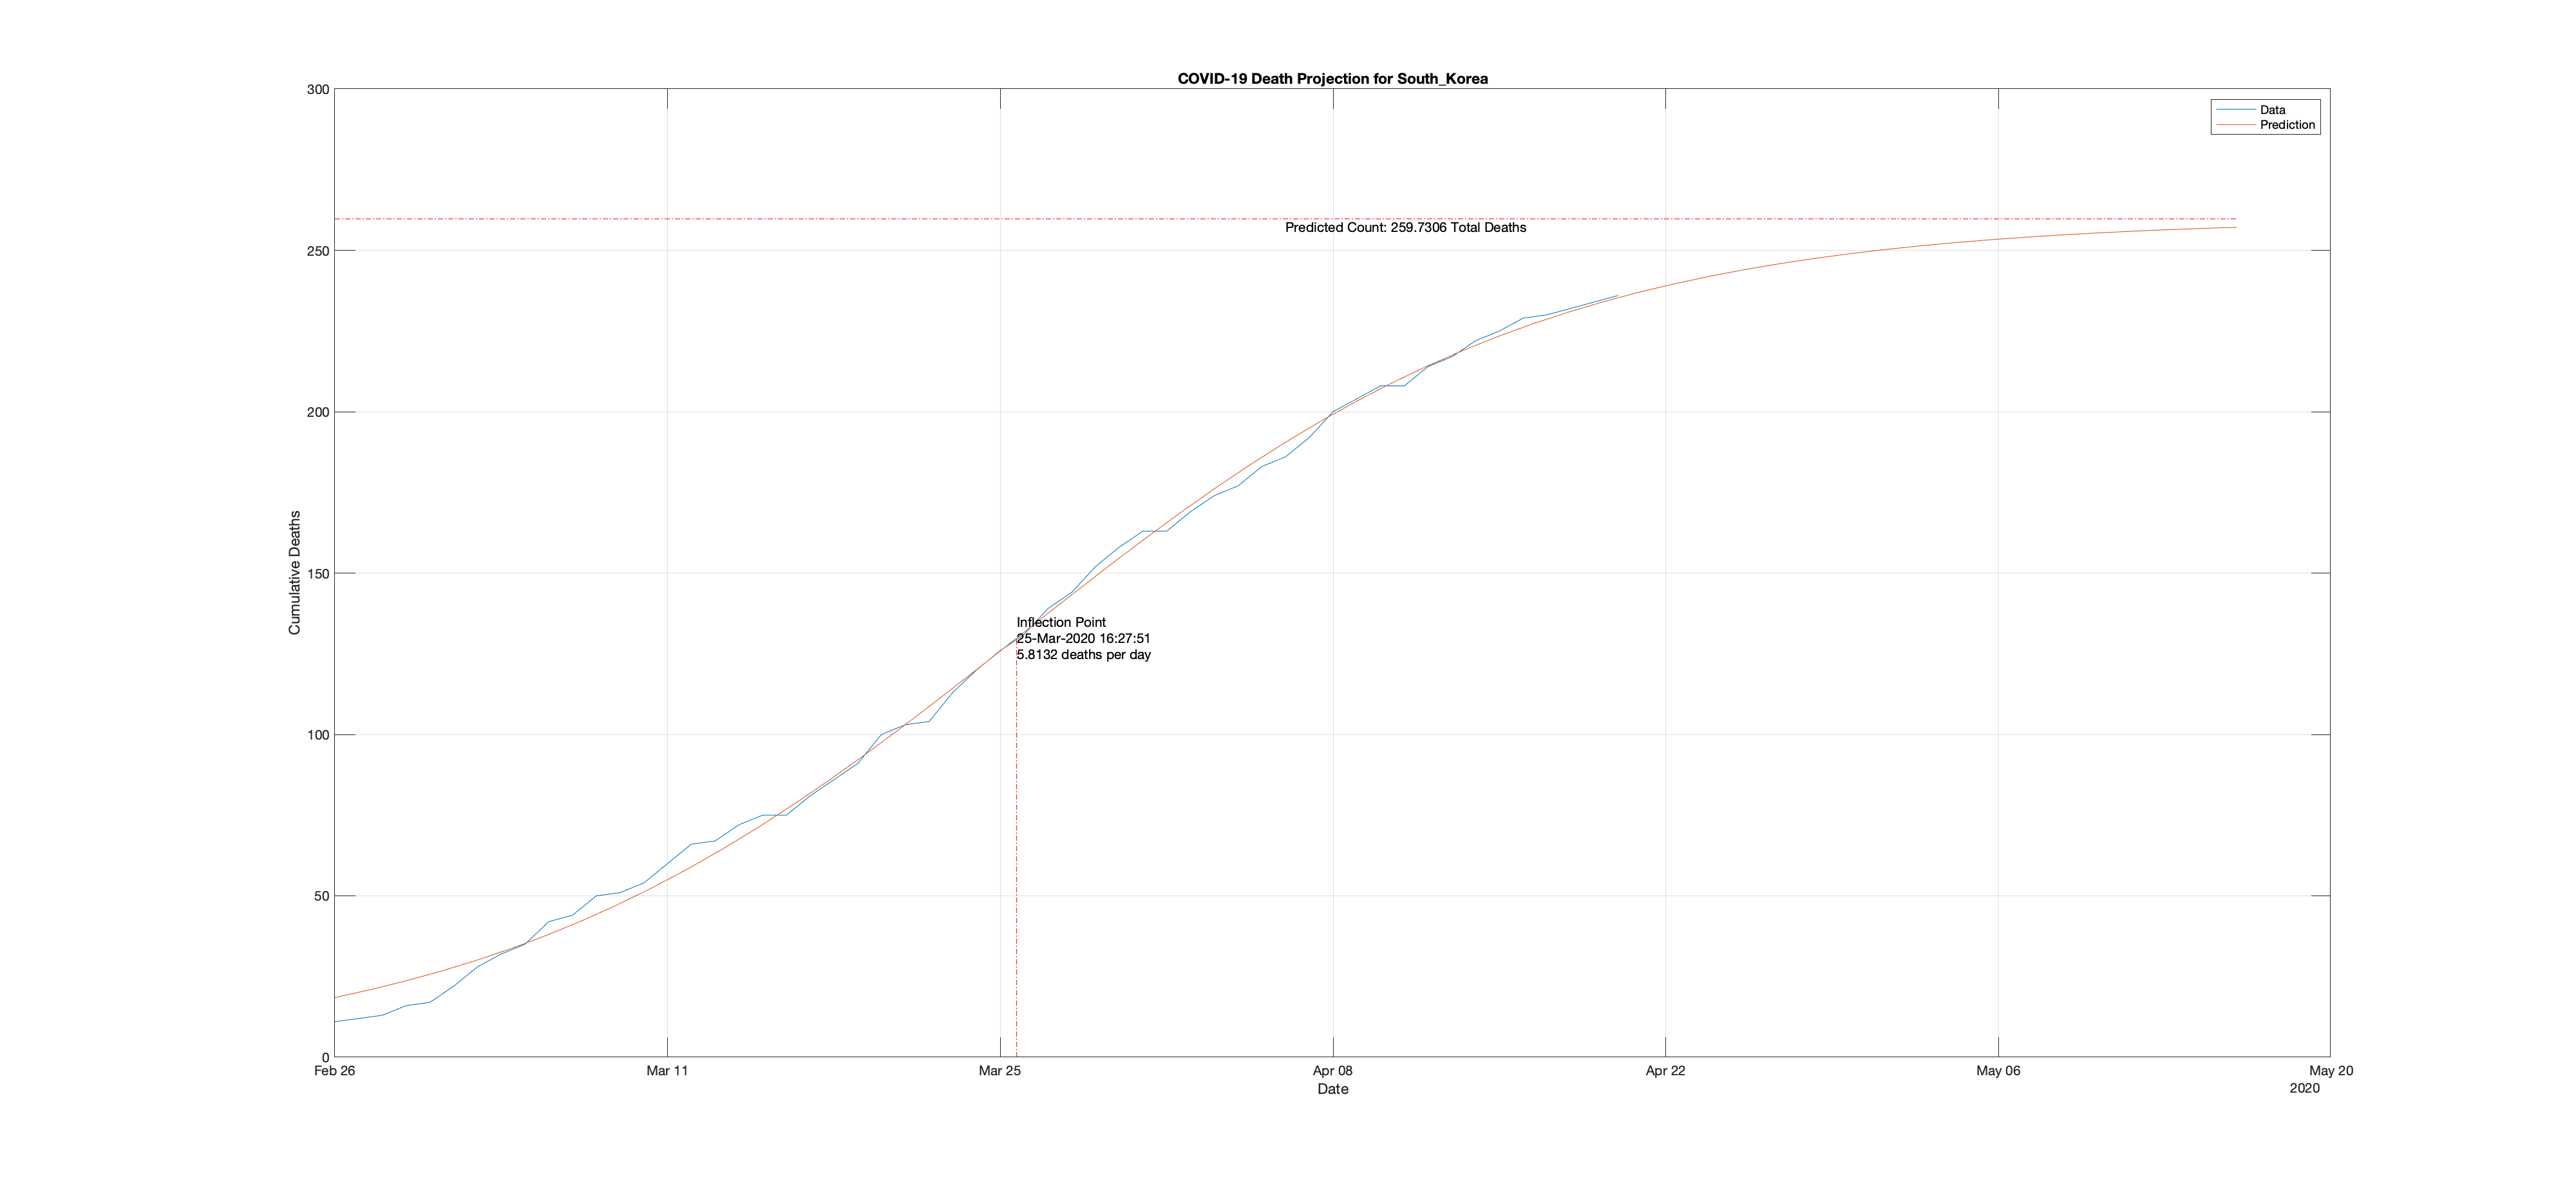 COVID-19 Death Projection for South_Korea
300
Data
Prediction
Predicted Count: 259.7306 Total Deaths
250
200
150
Cumulative Deaths
Inflection Point
25-Mar-2020 16:27:51
5.8132 deaths per day
100
50
0
Feb 26
Mar 11
Mar 25
Apr 08
Apr 22
May 06
May 20
Date
2020